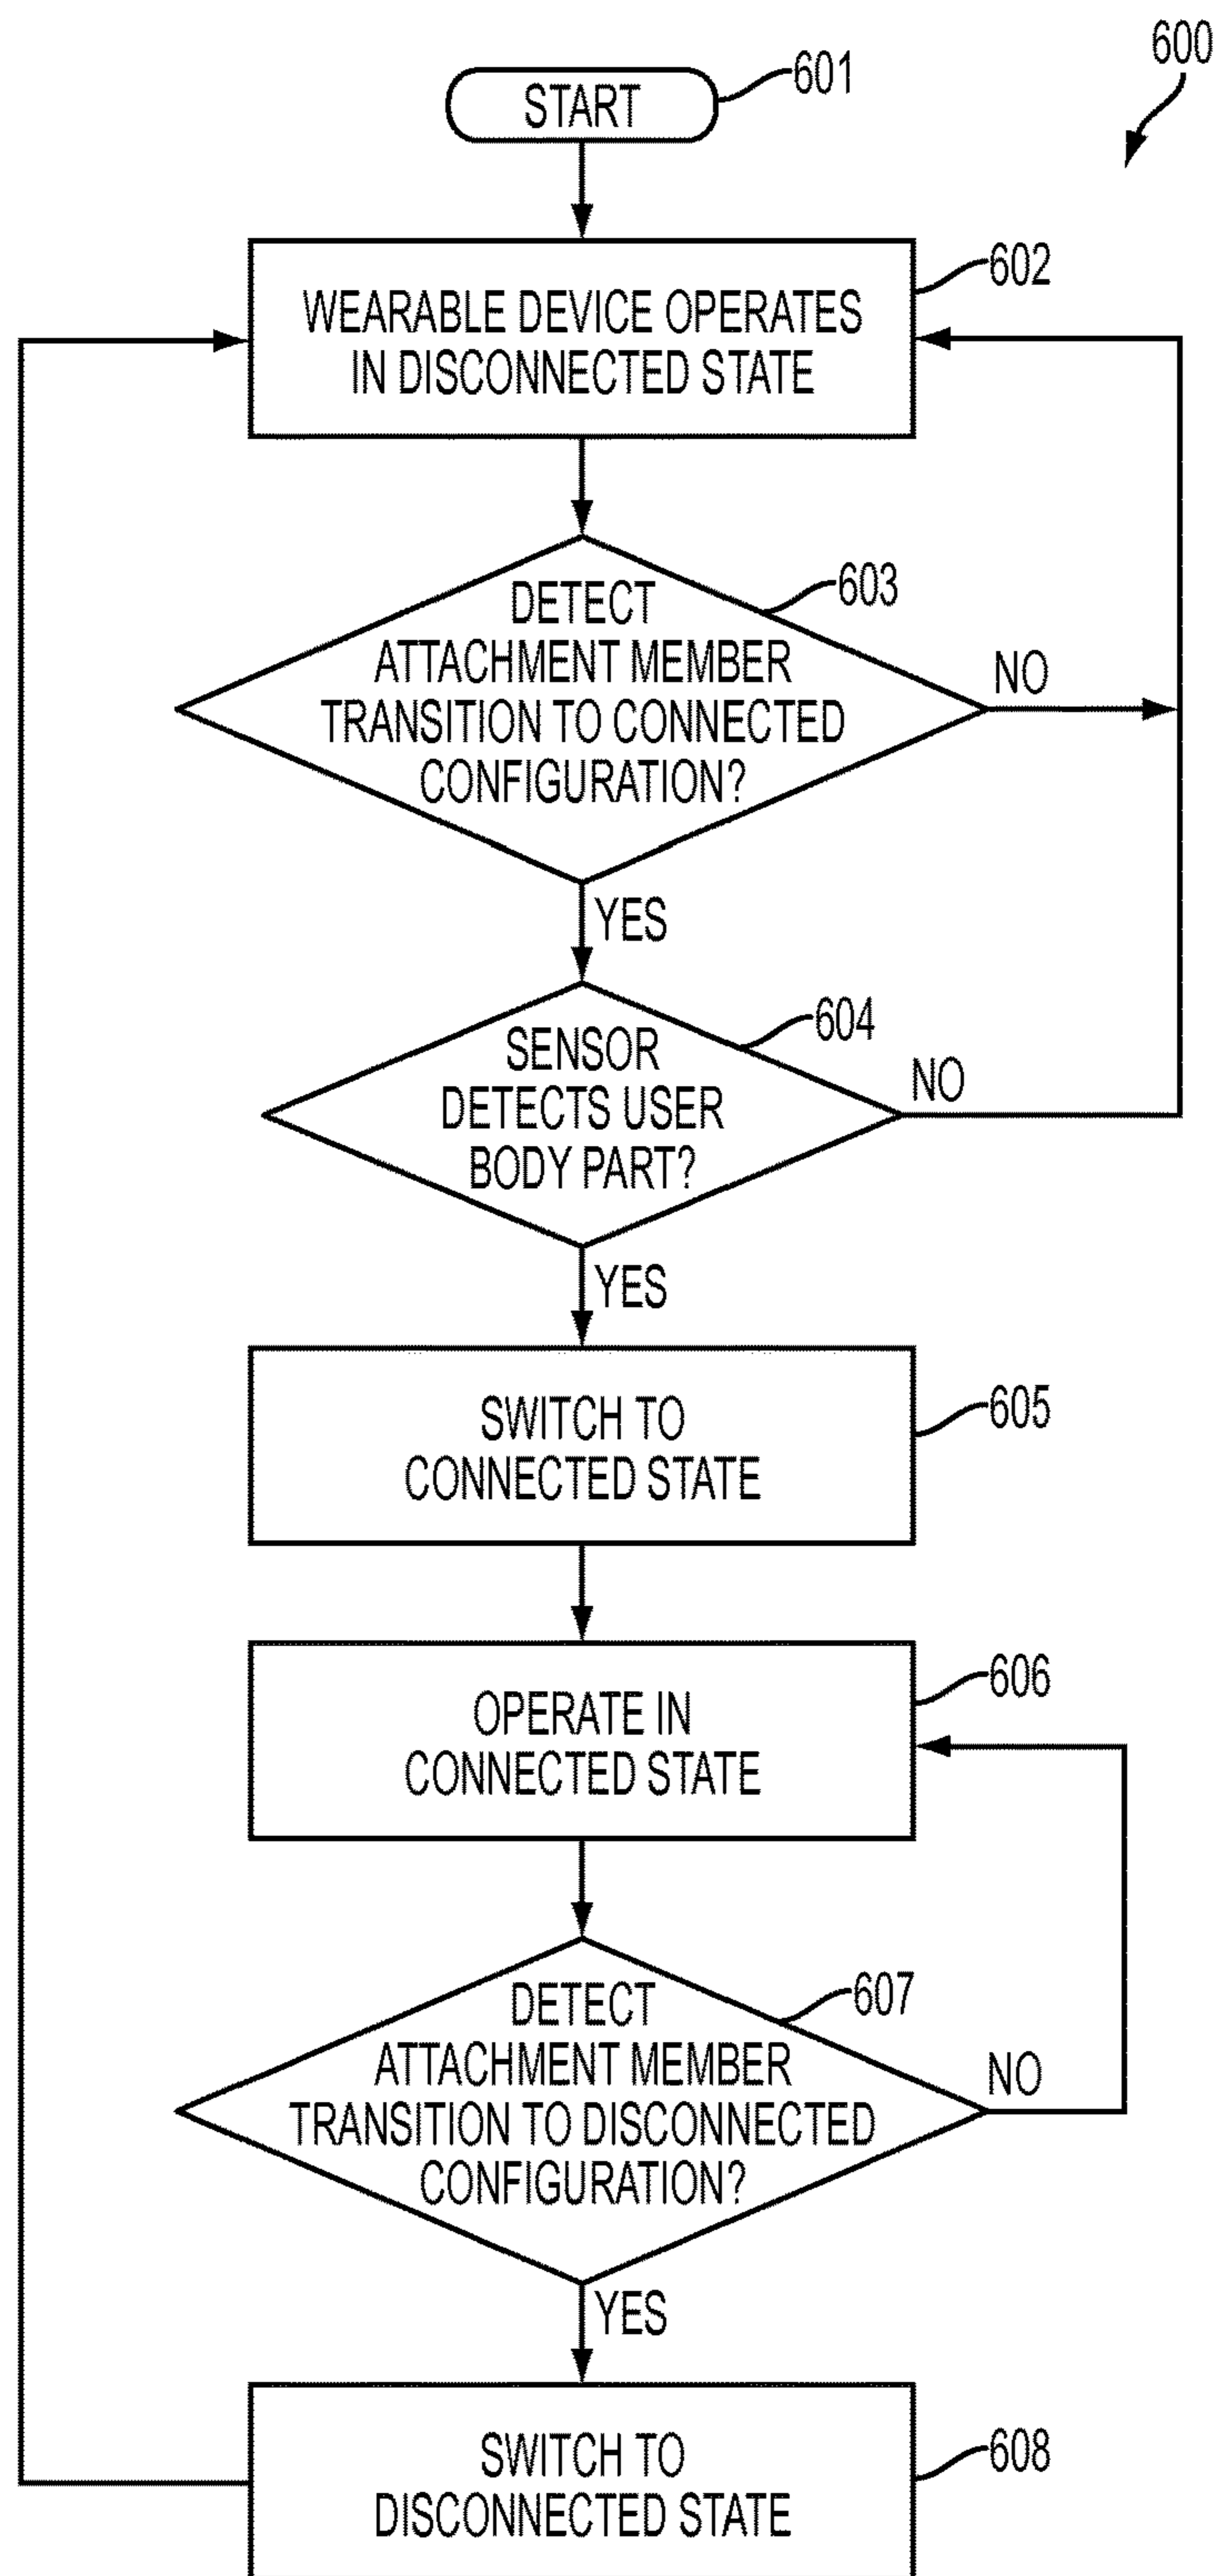 600
START
601
WEARABLE DEVICE OPERATES
IN DISCONNECTED STATE
602
DETECT
ATTACHMENT MEMBER
TRANSITION TO CONNECTED
CONFIGURATION?
603
NO
YES
SENSOR
DETECTS USER
BODY PART?
604
NO
YES
SWITCH TO
CONNECTED STATE
605
OPERATE IN
CONNECTED STATE
606
DETECT
ATTACHMENT MEMBER
TRANSITION TO DISCONNECTED
CONFIGURATION?
607
NO
YES
SWITCH TO
DISCONNECTED STATE
608